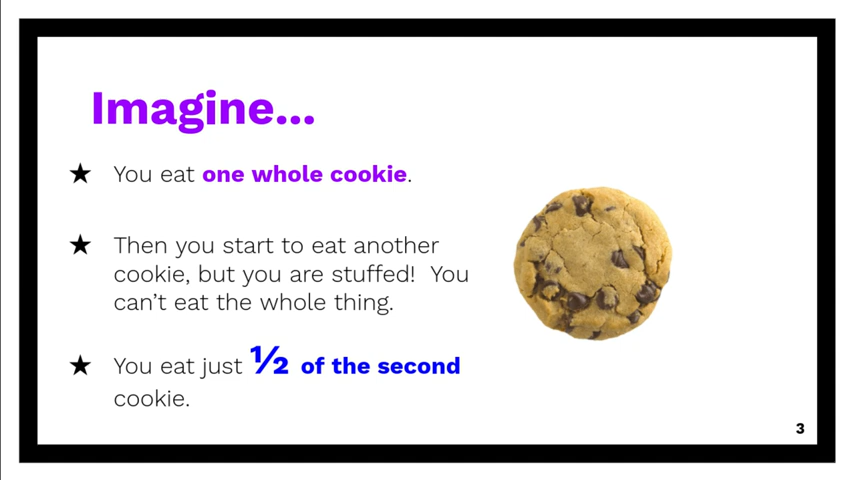 Imagine...
★ You eat one whole cookie.
★ Then you start to eat another
cookie, but you are stuffed!  You
can’t eat the whole thing.
★ You eat just ½ of the second
cookie.
3